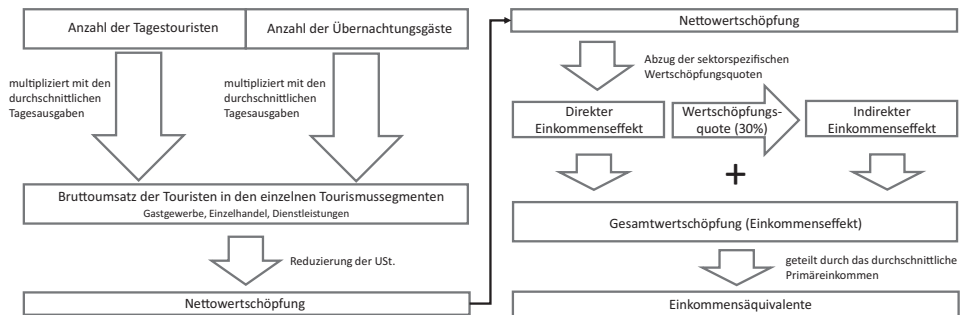 Anzahl der Tagestouristen
Anzahl der Übernachtungsgäste
multipliziert mit den
durchschnittlichen
Tagesausgaben
multipliziert mit den
durchschnittlichen
Tagesausgaben
Bruttoumsatz der Touristen in den einzelnen Tourismussegmenten
Gastgewerbe, Einzelhandel, Dienstleistungen
Reduzierung der USt.
Nettowertschöpfung
Nettowertschöpfung
Abzug der sektorspezifischen
Wertschöpfungsquoten
Direkter
Einkommenseffekt
Wertschöpfungs-
quote (30%)
Indirekter
Einkommenseffekt
+
Gesamtwertschöpfung (Einkommenseffekt)
geteilt durch das durchschnittliche
Primäreinkommen
Einkommensäquivalente